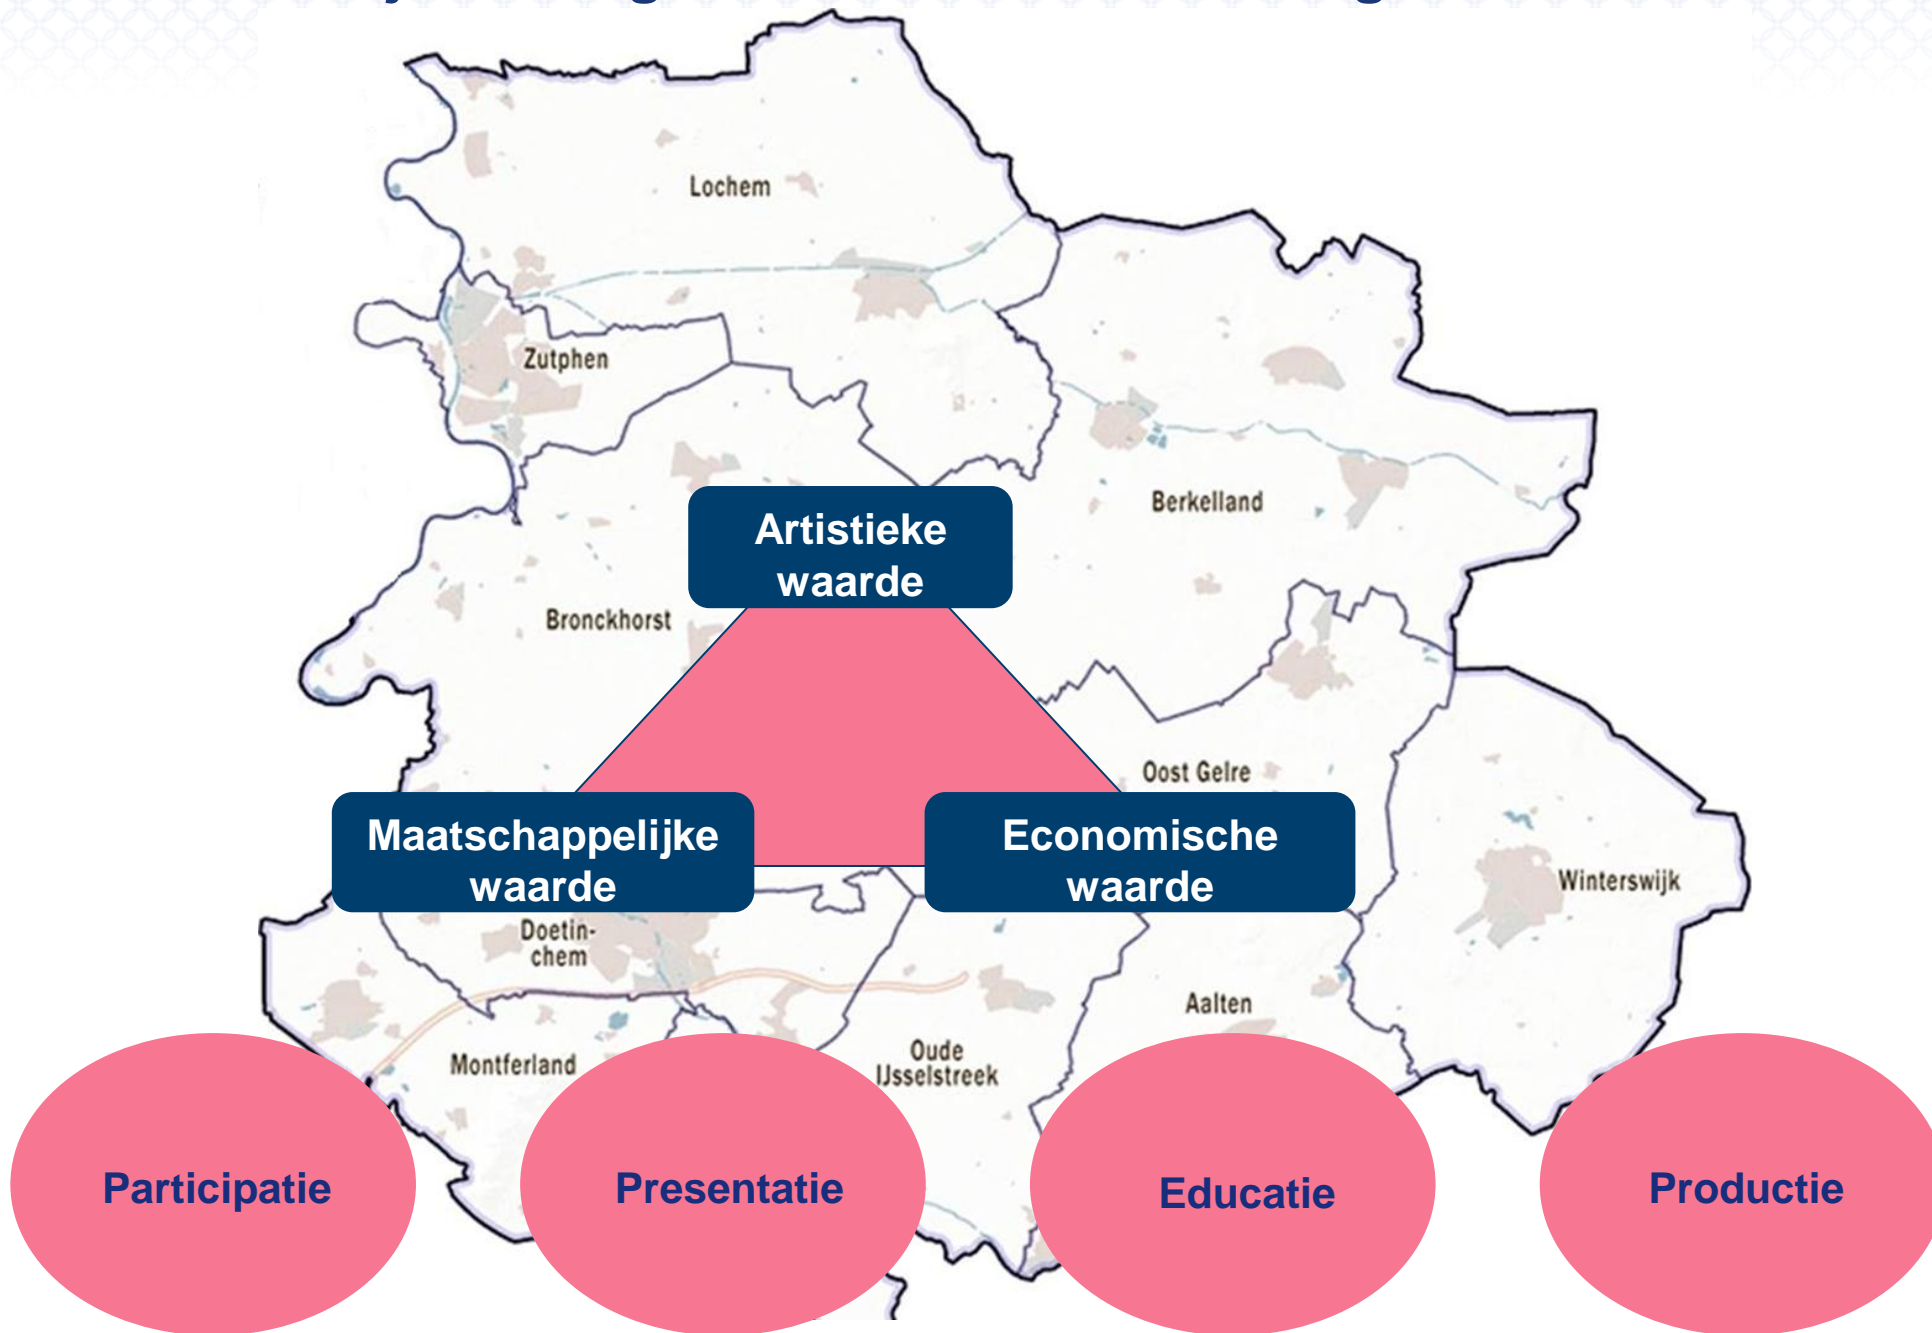 Lochem
Zutphen
Berkelland
Artistieke
waarde
Bronckhorst
Oost Gelre
Maatschappelijke
waarde
Economische
waarde
Winterswijk
Doetin-
chem
Aalten
Montferland
Oude
IJsselstreek
Participatie
Presentatie
Educatie
Productie